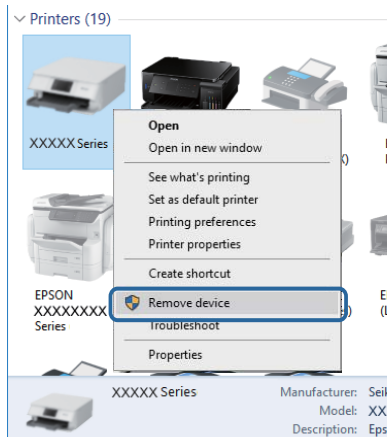 Printers (19)
XXXXX Series
Open
Open in new window
See what's printing
Set as default printer
Printing preferences
Printer properties
Create shortcut
Remove device
Troubleshoot
Properties
EPSON
XXXXXXXX
Series
XXXXX Series
Manufacturer:
Model:
Description: